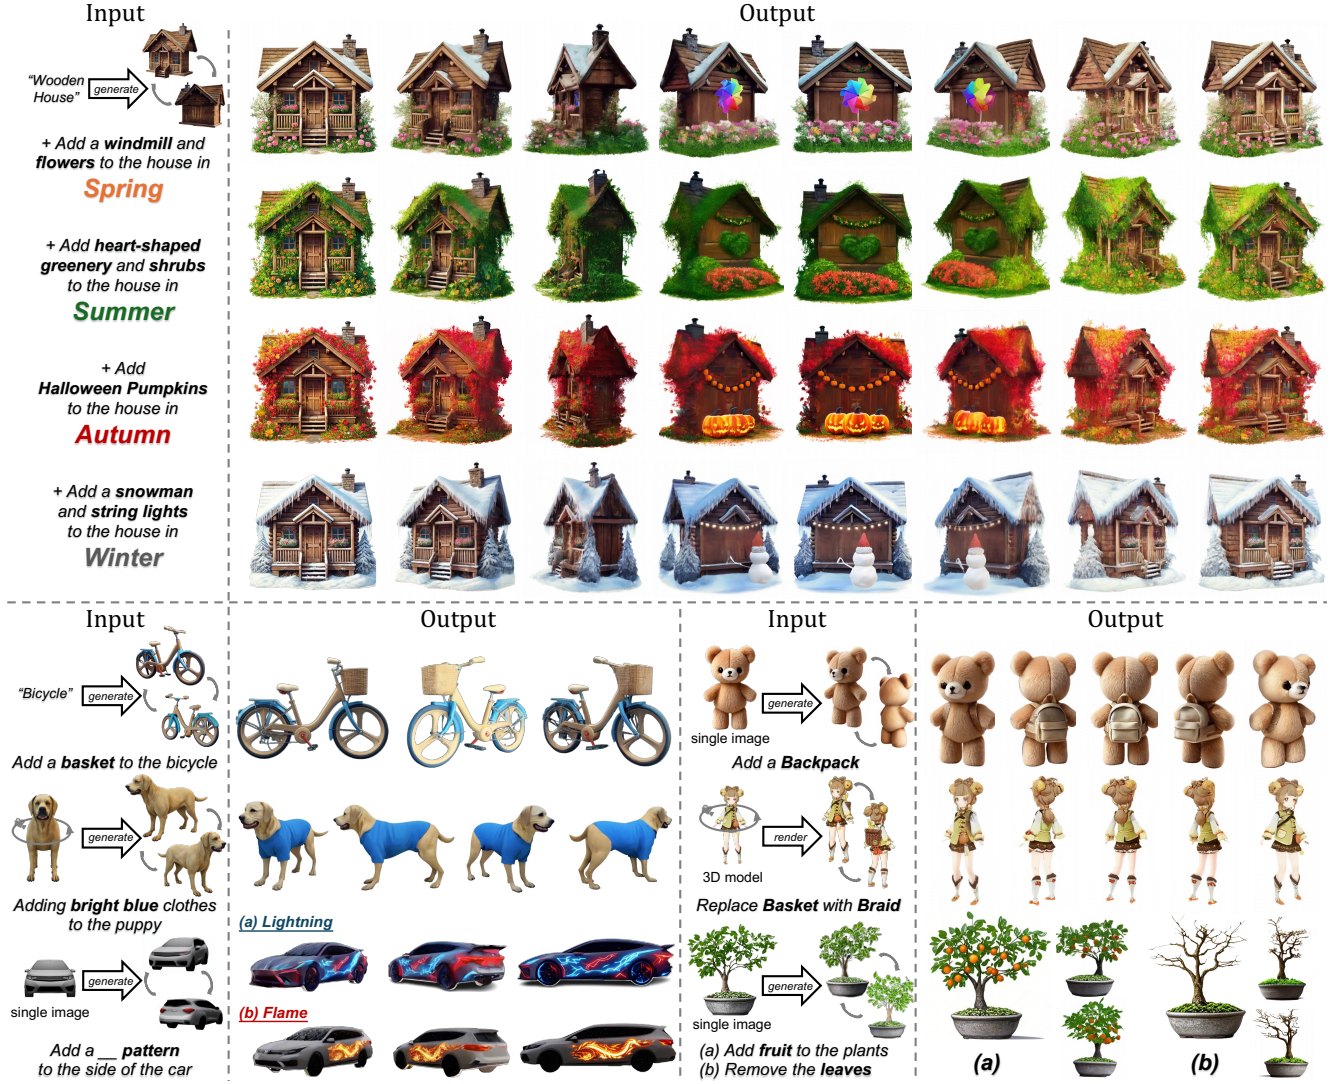 Input
Output
“Wooden
House”
generate
+ Add a windmill and
flowers to the house in
Spring
+ Add heart-shaped
greenery and shrubs
to the house in
Summer
+ Add
Halloween Pumpkins
to the house in
Autumn
+ Add a snowman
and string lights
to the house in
Winter
Input
Output
“Bicycle”
generate
Add a basket to the bicycle
generate
Adding bright blue clothes
to the puppy
generate
single image
Add a __ pattern
to the side of the car
(a) Lightning
(b) Flame
Input
Output
generate
single image
Add a Backpack
render
3D model
Replace Basket with Braid
generate
single image
(a) Add fruit to the plants
(b) Remove the leaves
(a)
(b)